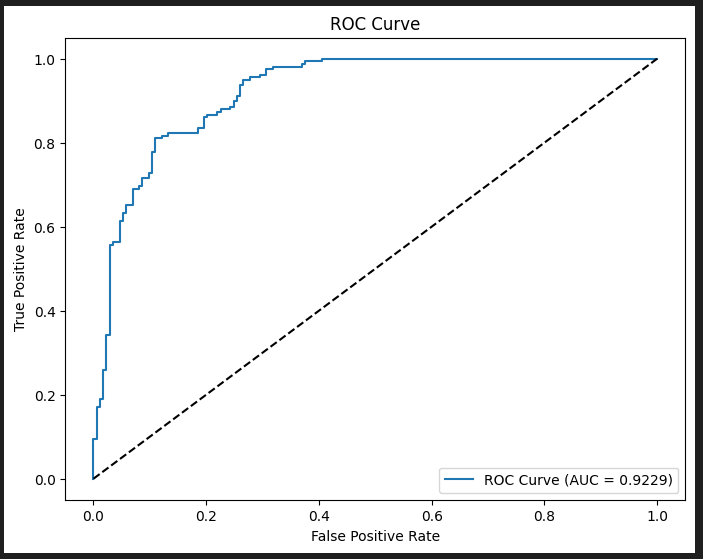 ROC Curve
True Positive Rate
1.0
0.8
0.6
0.4
0.2
0.0
ROC Curve (AUC = 0.9229)
0.0 0.2 0.4 0.6 0.8 1.0
False Positive Rate